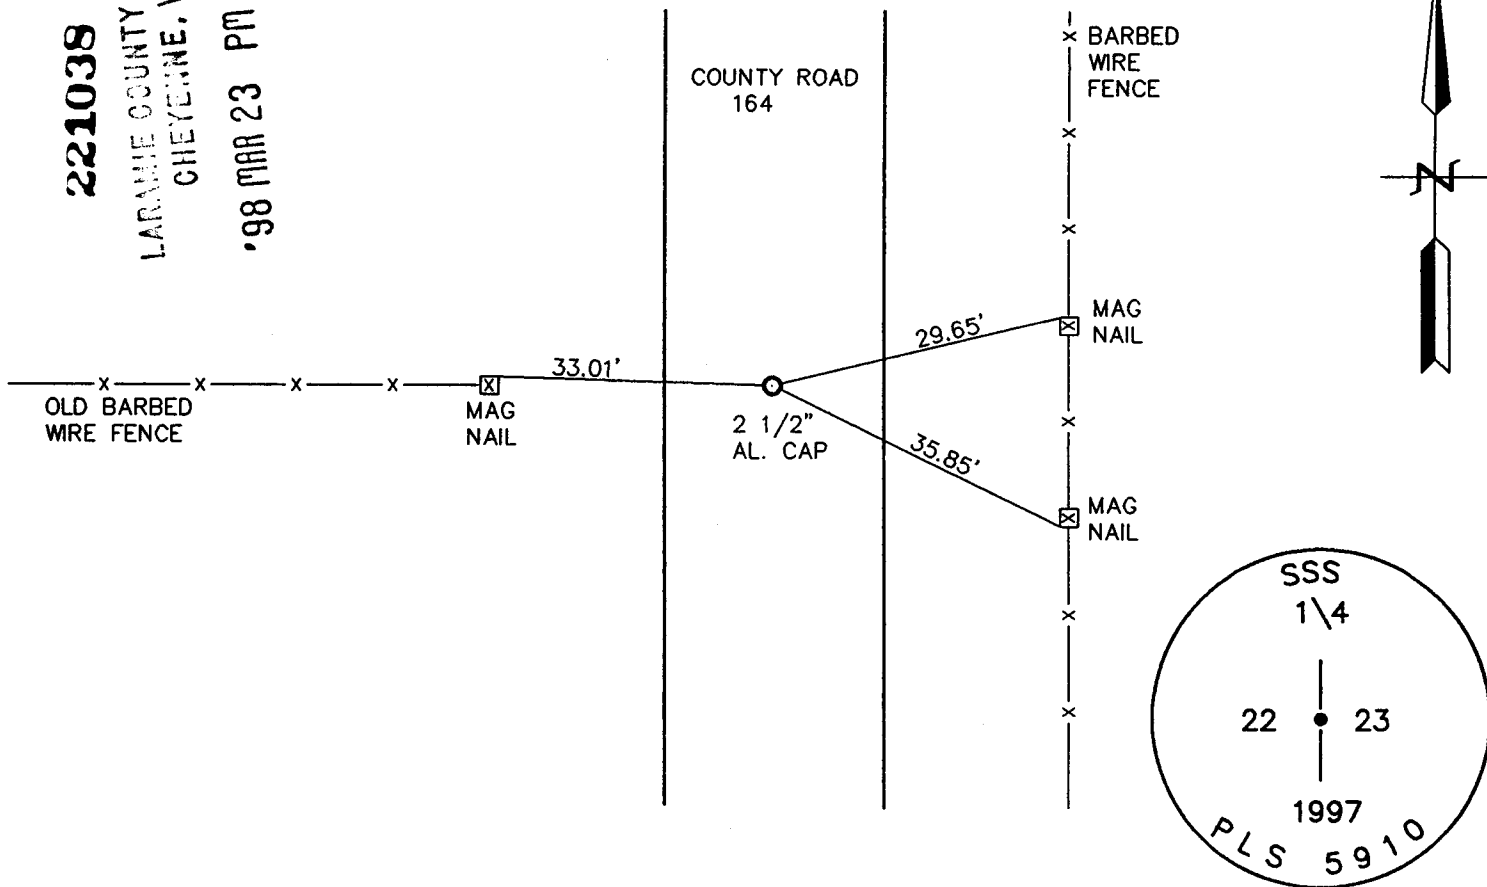 221038
LARAMIE COUNTY
CHEYENNE,
'98 MAR 23 PM
COUNTY ROAD
164
BARBED
WIRE
FENCE
N
MAG
NAIL
29.65'
33.01'
OLD BARBED
WIRE FENCE
MAG
NAIL
2 1/2"
AL. CAP
35.85'
MAG
NAIL
SSS
1\4
22 23
1997
PLS 5910